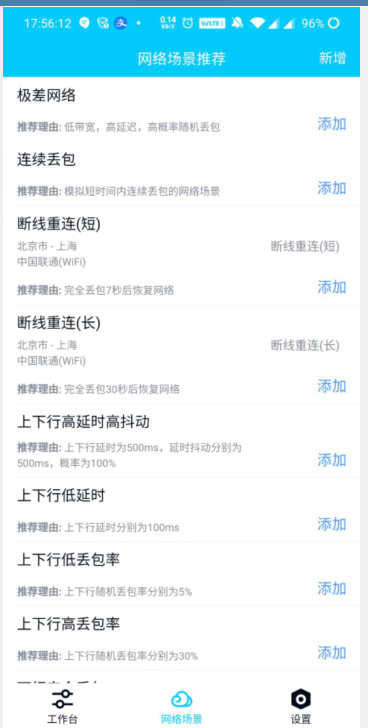 17:56:12 0.14 KB/S VoLTE 96%
网络场景推荐 新增
极差网络
推荐理由: 低带宽，高延迟，高概率随机丢包 添加
连续丢包
推荐理由: 模拟短时间内连续丢包的网络场景 添加
断线重连(短)
北京市 - 上海 断线重连(短)
中国联通(WiFi)
推荐理由: 完全丢包7秒后恢复网络 添加
断线重连(长)
北京市 - 上海 断线重连(长)
中国联通(WiFi)
推荐理由: 完全丢包30秒后恢复网络 添加
上下行高延时高抖动
推荐理由: 上下行延时为500ms，延时抖动分别为
500ms，概率为100% 添加
上下行低延时
推荐理由: 上下行延时分别为100ms 添加
上下行低丢包率
推荐理由: 上下行随机丢包率分别为5% 添加
上下行高丢包率
推荐理由: 上下行随机丢包率分别为30% 添加
工作台 网络场景 设置